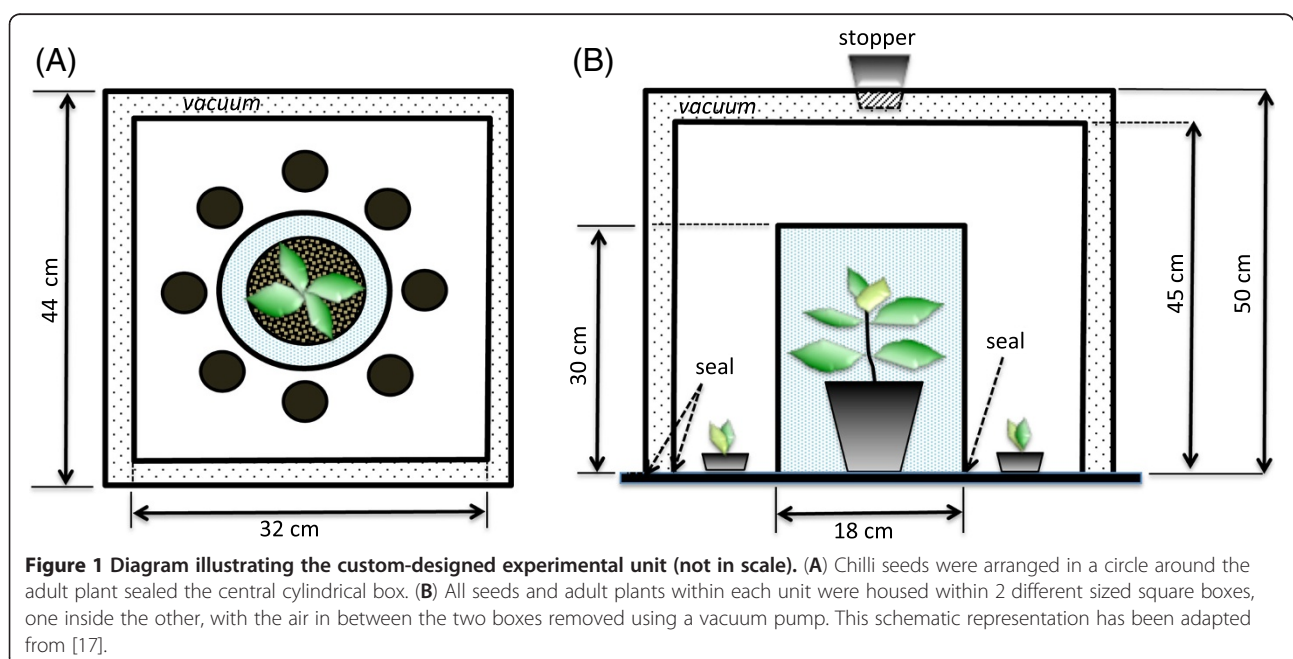 (A)
vacuum
44 cm
32 cm
(B)
stopper
vacuum
30 cm
seal
seal
18 cm
45 cm
50 cm
Figure 1 Diagram illustrating the custom-designed experimental unit (not in scale). (A) Chilli seeds were arranged in a circle around the
adult plant sealed the central cylindrical box. (B) All seeds and adult plants within each unit were housed within 2 different sized square boxes,
one inside the other, with the air in between the two boxes removed using a vacuum pump. This schematic representation has been adapted
from [17].